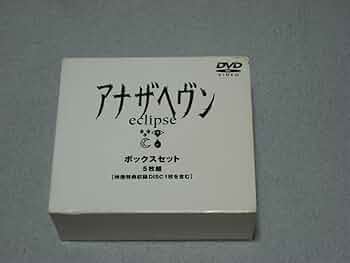 DVD
VIDEO
アナザヘヴン
eclipse
ボックスセット
5枚組
【映像特典収録DISC1枚を含む】